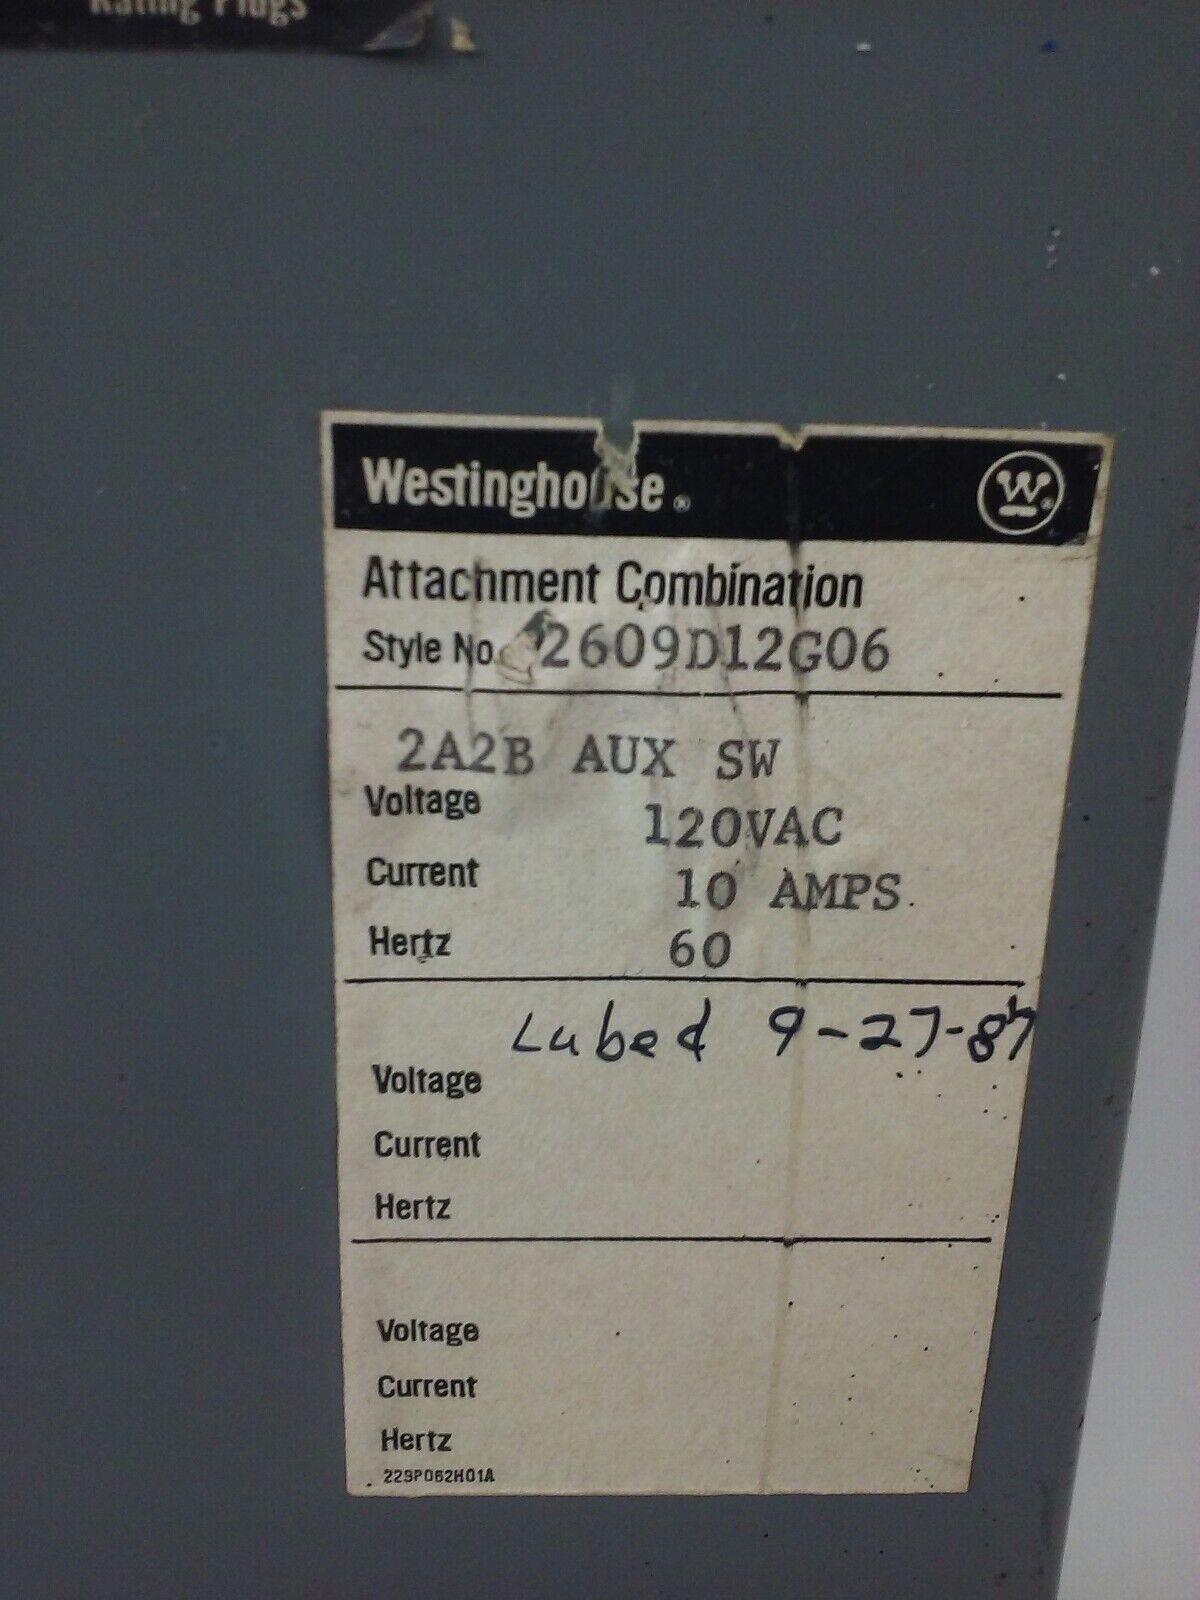 Rating Plugs
Westinghouse®
W
Attachment Combination
Style No. 2609D12G06
2A2B AUX SW
Voltage 120VAC
Current 10 AMPS.
Hertz 60
Lubed 9-27-87
Voltage
Current
Hertz
Voltage
Current
Hertz
229P062H01A